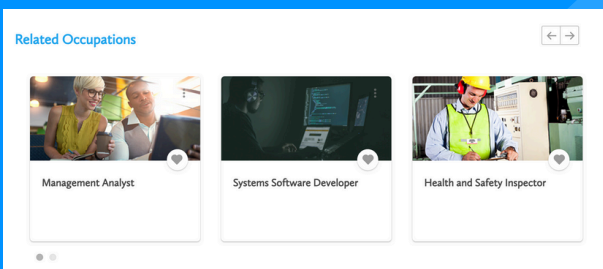 Related Occupations
Management Analyst
Systems Software Developer
Health and Safety Inspector